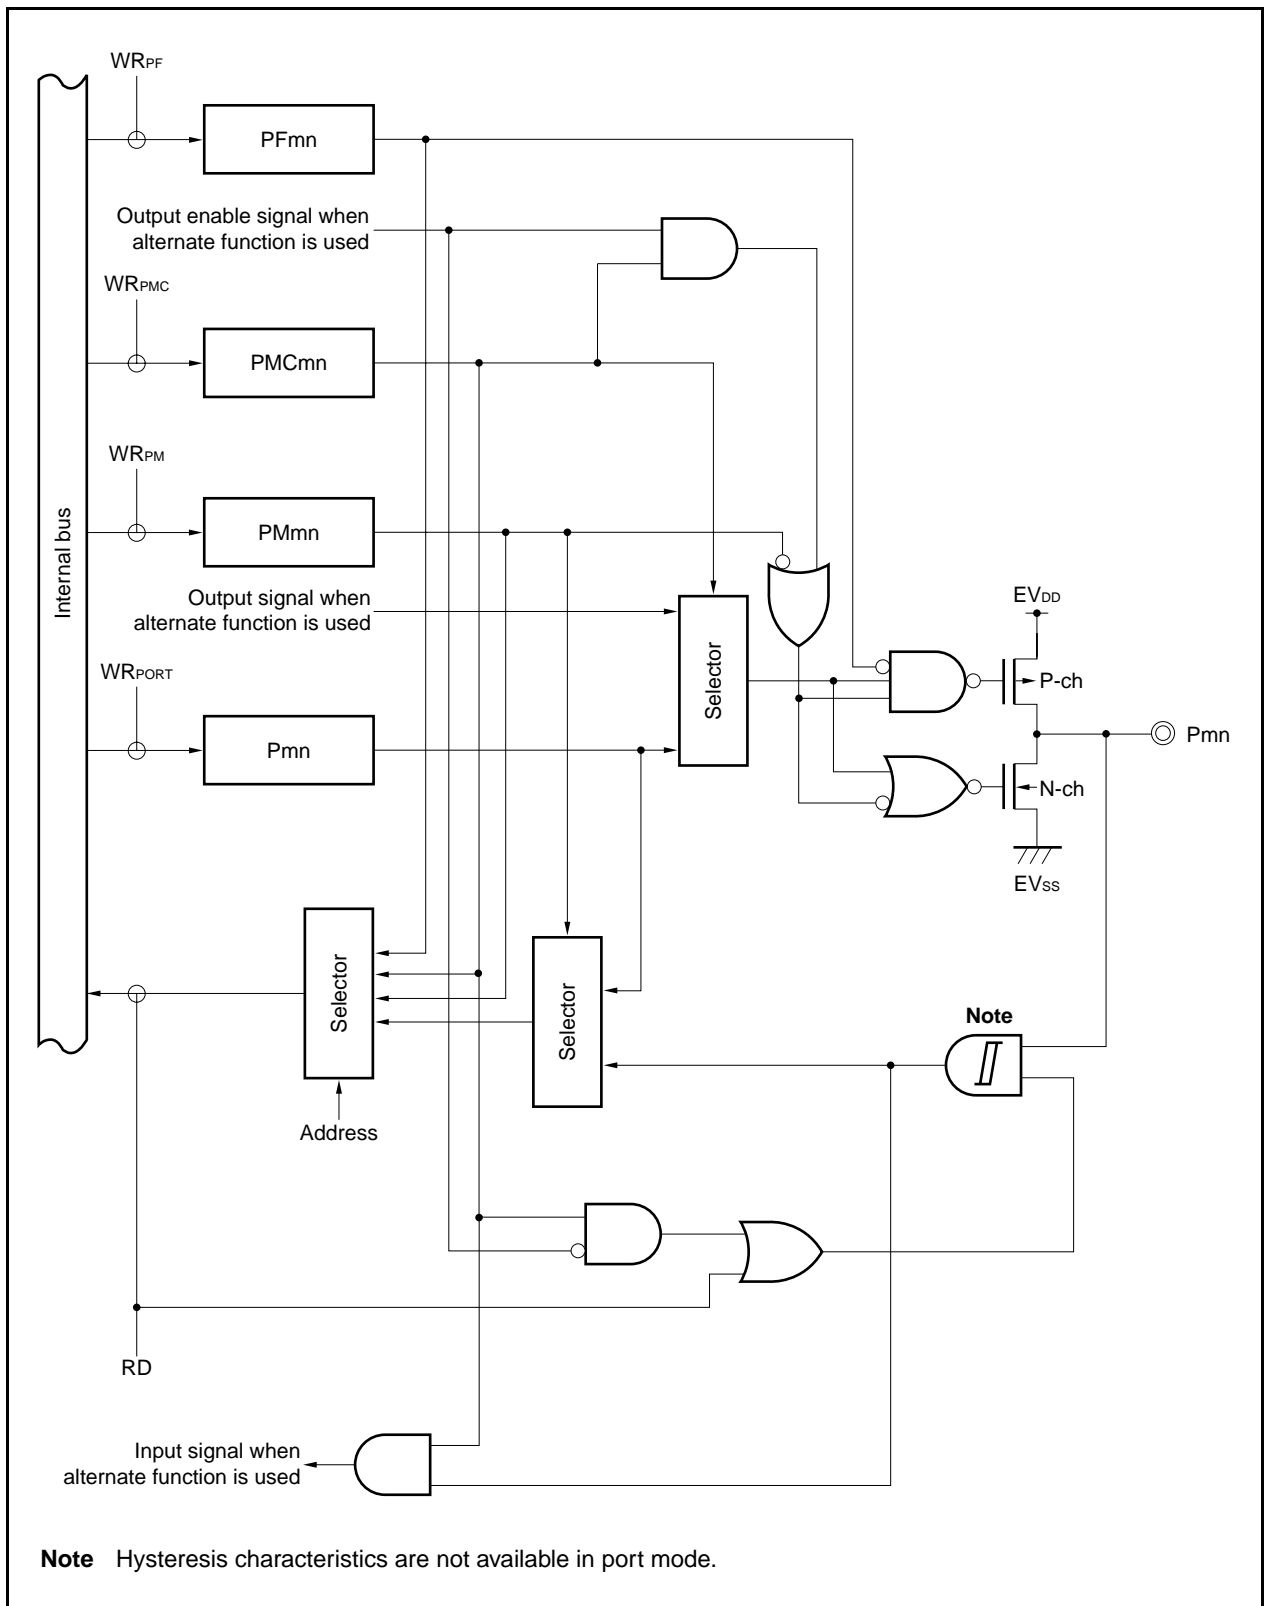 WRPF
PFmn
Output enable signal when
alternate function is used
WRPMC
PMCmn
WRPM
PMmn
Internal bus
Output signal when
alternate function is used
EVDD
WRPORT
Selector
P-ch
Pmn
Pmn
N-ch
EVSS
Selector
Selector
Note
Address
RD
Input signal when
alternate function is used
Note Hysteresis characteristics are not available in port mode.